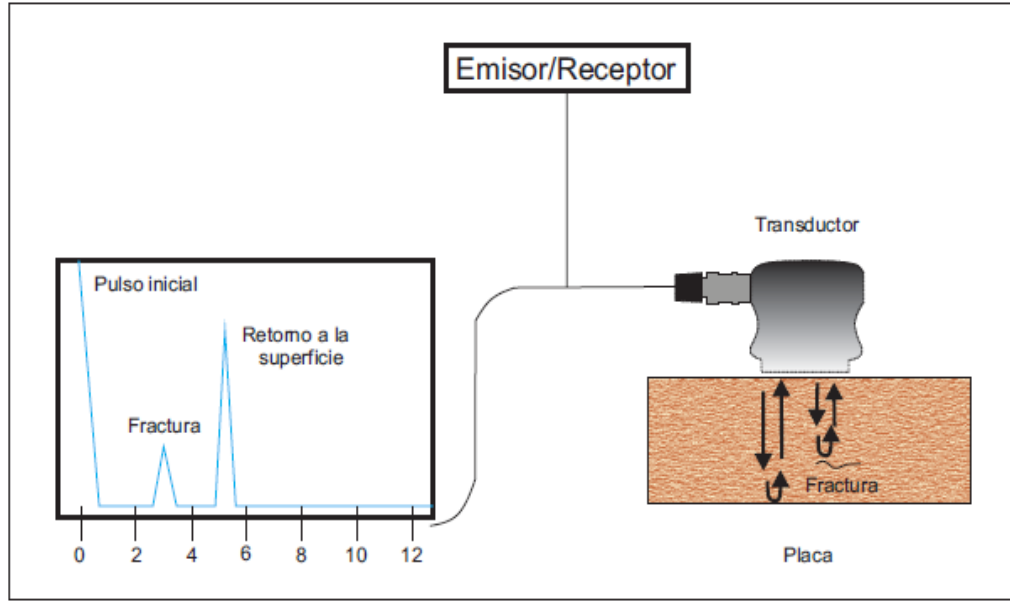 Emisor/Receptor
Transductor
Pulso inicial
Retorno a la
superficie
Fractura
Fractura
0 2 4 6 8 10 12
Placa